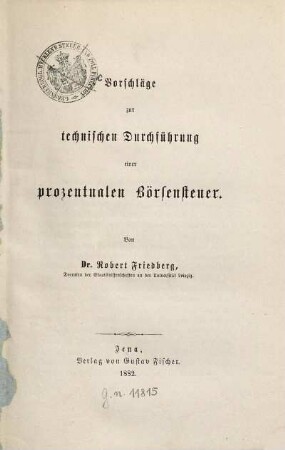 Vorschläge
zur
technischen Durchführung
einer
prozentualen Börsensteuer.
Von
Dr. Robert Friedberg,
Docenten der Staatswissenschaften an der Universität Leipzig.
Jena,
Verlag von Gustav Fischer.
1882.
g. n. 11815